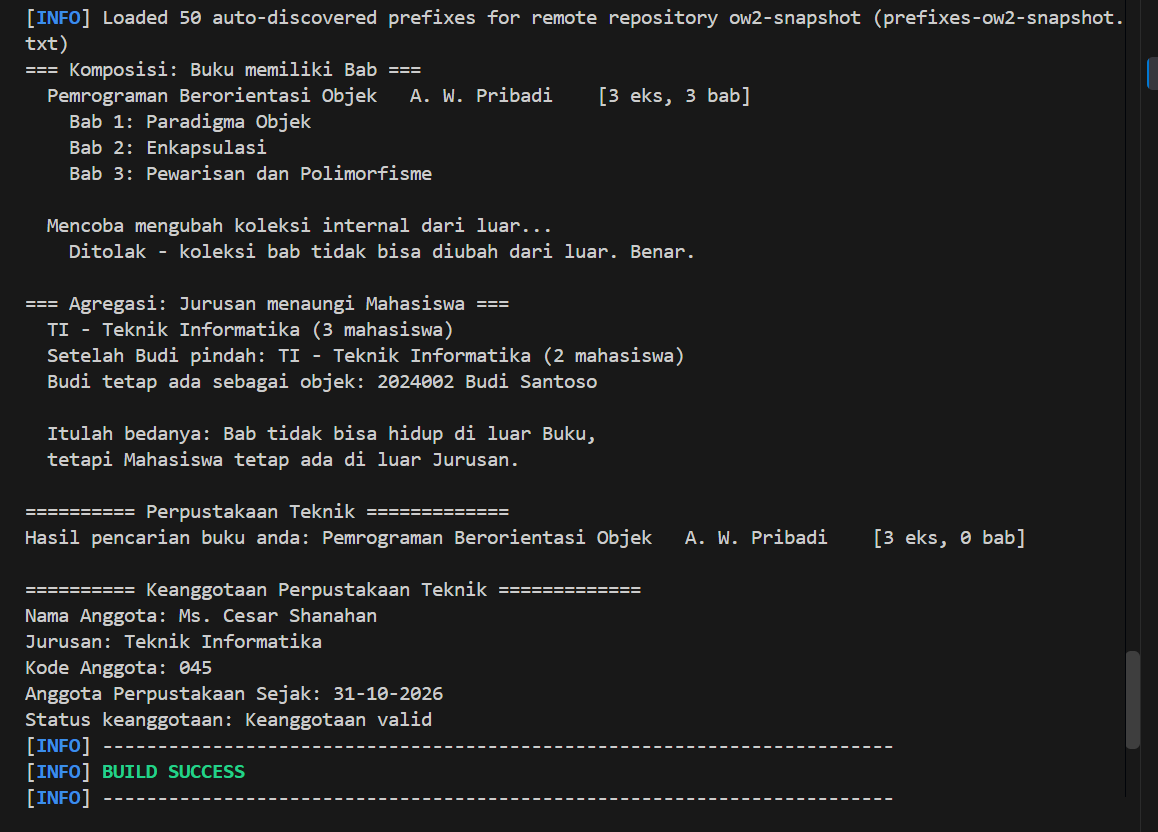 [INFO] Loaded 50 auto-discovered prefixes for remote repository ow2-snapshot (prefixes-ow2-snapshot.
txt)
=== Komposisi: Buku memiliki Bab ===
  Pemrograman Berorientasi Objek   A. W. Pribadi    [3 eks, 3 bab]
    Bab 1: Paradigma Objek
    Bab 2: Enkapsulasi
    Bab 3: Pewarisan dan Polimorfisme

  Mencoba mengubah koleksi internal dari luar...
    Ditolak - koleksi bab tidak bisa diubah dari luar. Benar.

=== Agregasi: Jurusan menaungi Mahasiswa ===
  TI - Teknik Informatika (3 mahasiswa)
  Setelah Budi pindah: TI - Teknik Informatika (2 mahasiswa)
  Budi tetap ada sebagai objek: 2024002 Budi Santoso

  Itulah bedanya: Bab tidak bisa hidup di luar Buku,
  tetapi Mahasiswa tetap ada di luar Jurusan.

========== Perpustakaan Teknik =============
Hasil pencarian buku anda: Pemrograman Berorientasi Objek   A. W. Pribadi    [3 eks, 0 bab]

========== Keanggotaan Perpustakaan Teknik =============
Nama Anggota: Ms. Cesar Shanahan
Jurusan: Teknik Informatika
Kode Anggota: 045
Anggota Perpustakaan Sejak: 31-10-2026
Status keanggotaan: Keanggotaan valid
[INFO] ------------------------------------------------------------------------
[INFO] BUILD SUCCESS
[INFO] ------------------------------------------------------------------------